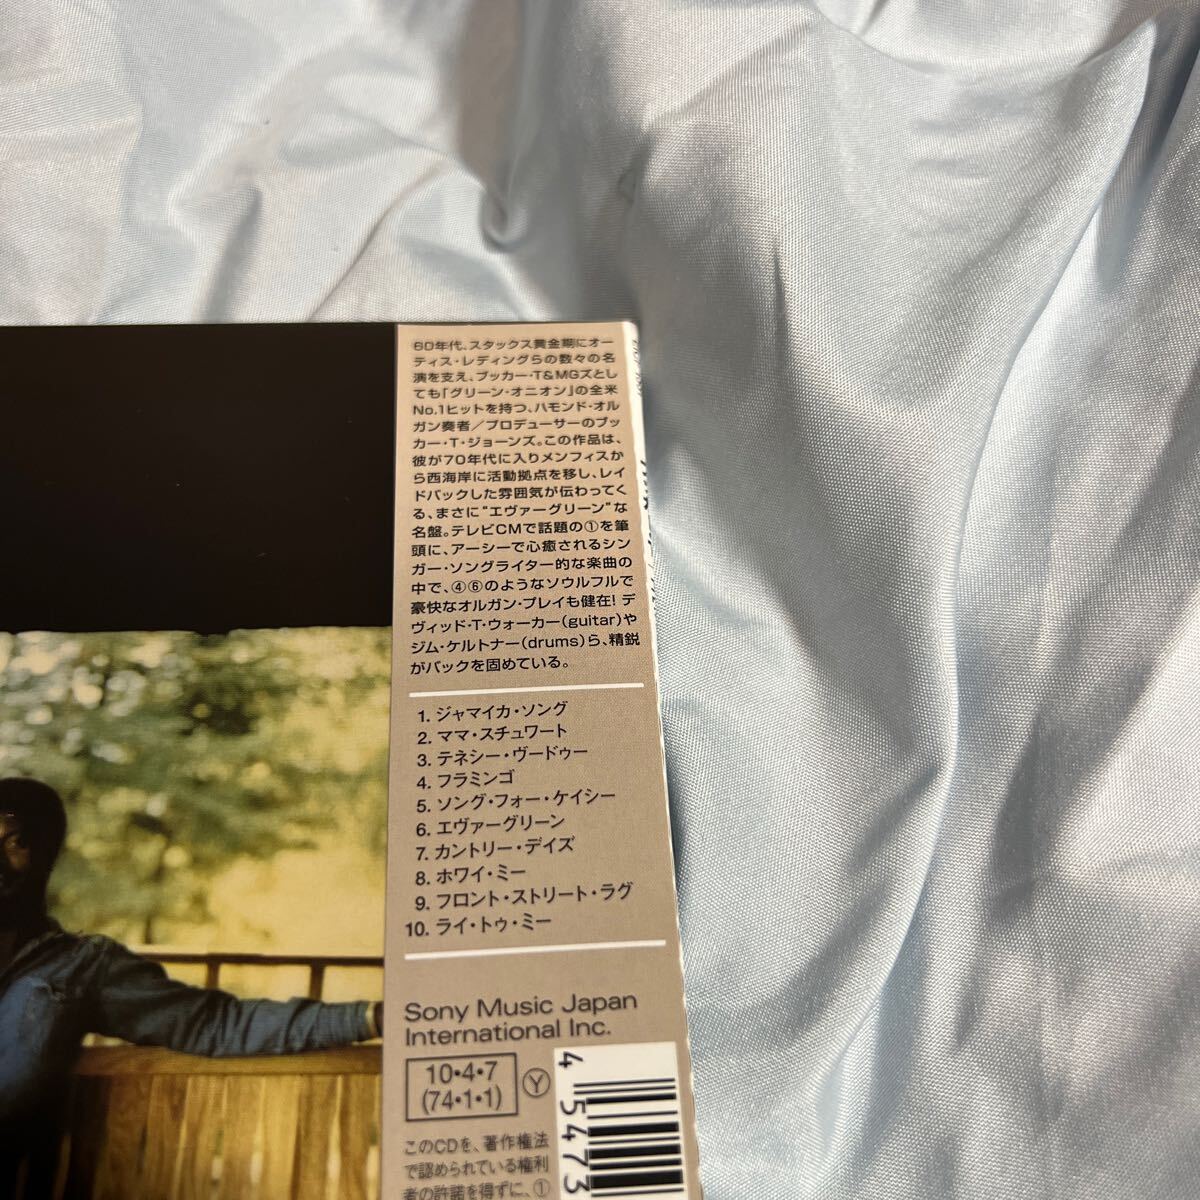 60年代、スタックス黄金期にオー
ティス・レディングらの数々の名
演を支え、ブッカー・T&MGズとし
ても「グリーン・オニオン」の全米
No.1ヒットを持つ、ハモンド・オル
ガン奏者／プロデューサーのブッ
カー・T・ジョーンズ。この作品は、
彼が70年代に入りメンフィスか
ら西海岸に活動拠点を移し、レイ
ドバックした雰囲気が伝わってく
る、まさに“エヴァーグリーン”な
名盤。テレビCMで話題の①を筆
頭に、アーシーで心癒されるシン
ガー・ソングライター的な楽曲の
中で、④⑥のようなソウルフルで
豪快なオルガン・プレイも健在! デ
ヴィッド・T・ウォーカー(guitar)や
ジム・ケルトナー(drums)ら、精鋭
がバックを固めている。
1. ジャマイカ・ソング
2. ママ・スチュワート
3. テネシー・ヴードゥー
4. フラミンゴ
5. ソング・フォー・ケイシー
6. エヴァーグリーン
7. カントリー・デイズ
8. ホワイ・ミー
9. フロント・ストリート・ラグ
10. ライ・トゥ・ミー
Sony Music Japan
International Inc.
10・4・7
(74・1・1)
Y
4 5473
このCDを、著作権法
で認められている権利
者の許諾を得ずに、①